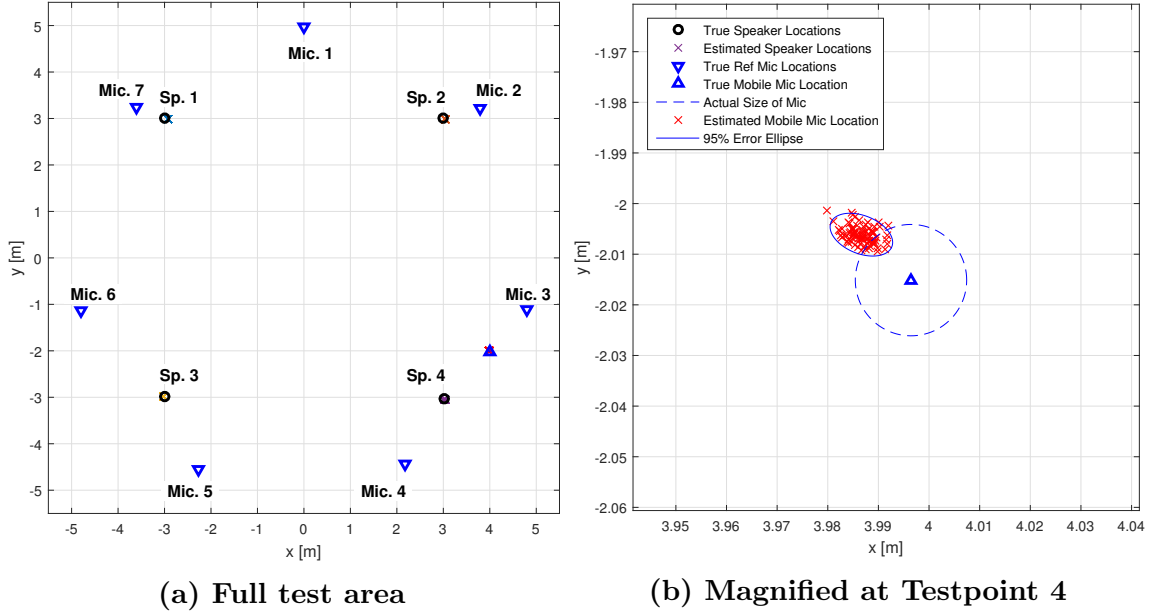 5
4
3
2
1
0
-1
-2
-3
-4
-5
y [m]
-5 -4 -3 -2 -1 0 1 2 3 4 5
x [m]
Mic. 1
Mic. 7
Sp. 1
Sp. 2
Mic. 2
Mic. 6
Mic. 3
Sp. 3
Sp. 4
Mic. 5
Mic. 4
(a) Full test area
-1.97
-1.98
-1.99
-2
-2.01
-2.02
-2.03
-2.04
-2.05
-2.06
y [m]
3.95 3.96 3.97 3.98 3.99 4 4.01 4.02 4.03 4.04
x [m]
True Speaker Locations
Estimated Speaker Locations
True Ref Mic Locations
True Mobile Mic Location
Actual Size of Mic
Estimated Mobile Mic Location
95% Error Ellipse
(b) Magnified at Testpoint 4